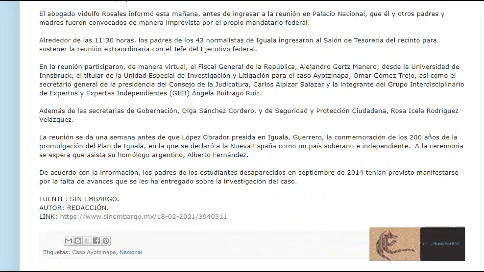 El abogado Vidulfo Rosales informó esta mañana, antes de ingresar a la reunión en Palacio Nacional, que él y otros padres y
madres fueron convocados de manera imprevista por el propio mandatario federal.
Alrededor de las 11:30 horas, los padres de los 43 normalistas de Iguala ingresaron al Salón de Tesorería del recinto para
sostener la reunión extraordinaria con el Jefe del Ejecutivo federal.
En la reunión participaron, de manera virtual, el Fiscal General de la República, Alejandro Gertz Manero; desde la Universidad de
Innsbruck, el titular de la Unidad Especial de Investigación y Litigación para el caso Ayotzinapa, Omar Gómez Trejo, así como el
secretario general de la presidencia del Consejo de la Judicatura, Carlos Alpizar Salazar y la integrante del Grupo Interdisciplinario
de Expertos y Expertas Independientes (GIEI) Ángela Buitrago Ruiz.
Además de las secretarias de Gobernación, Olga Sánchez Cordero; y de Seguridad y Protección Ciudadana, Rosa Icela Rodríguez
Velázquez.
La reunión se da una semana antes de que López Obrador presida en Iguala, Guerrero, la conmemoración de los 200 años de la
promulgación del Plan de Iguala, en la que se declaró a la Nueva España como un país soberano e independiente. A la ceremonia
se espera que asista su homólogo argentino, Alberto Fernández.
De acuerdo con la información, los padres de los estudiantes desaparecidos en septiembre de 2014 tenían previsto manifestarse
por la falta de avances que se les ha entregado sobre la investigación del caso.
FUENTE: SIN EMBARGO.
AUTOR: REDACCIÓN.
LINK: https://www.sinembargo.mx/18-02-2021/3940311
Etiquetas: Caso Ayotzinapa, Nacional